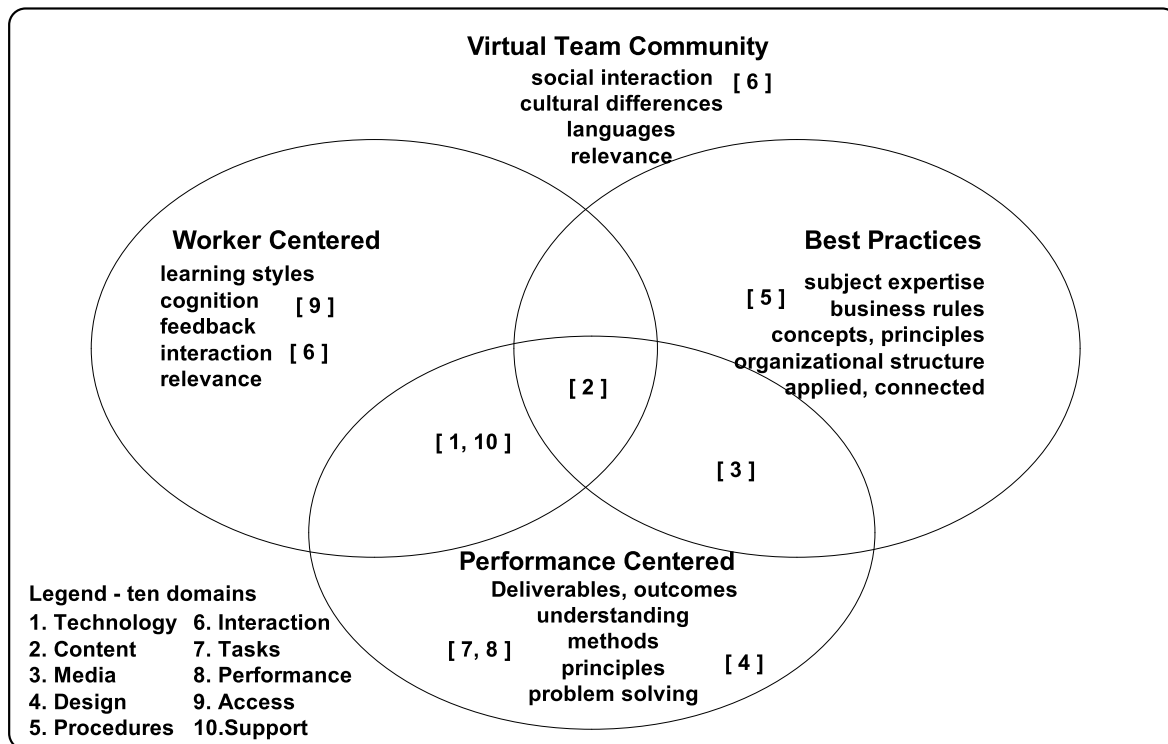 Virtual Team Community
social interaction [ 6 ]
cultural differences
languages
relevance
Worker Centered
learning styles
cognition [ 9 ]
feedback
interaction [ 6 ]
relevance
Best Practices
subject expertise
[ 5 ] business rules
concepts, principles
organizational structure
applied, connected
[ 2 ]
[ 1, 10 ]
[ 3 ]
Performance Centered
Deliverables, outcomes
understanding
methods
[ 7, 8 ]
principles [ 4 ]
problem solving
Legend - ten domains
1. Technology 6. Interaction
2. Content 7. Tasks
3. Media 8. Performance
4. Design 9. Access
5. Procedures 10.Support